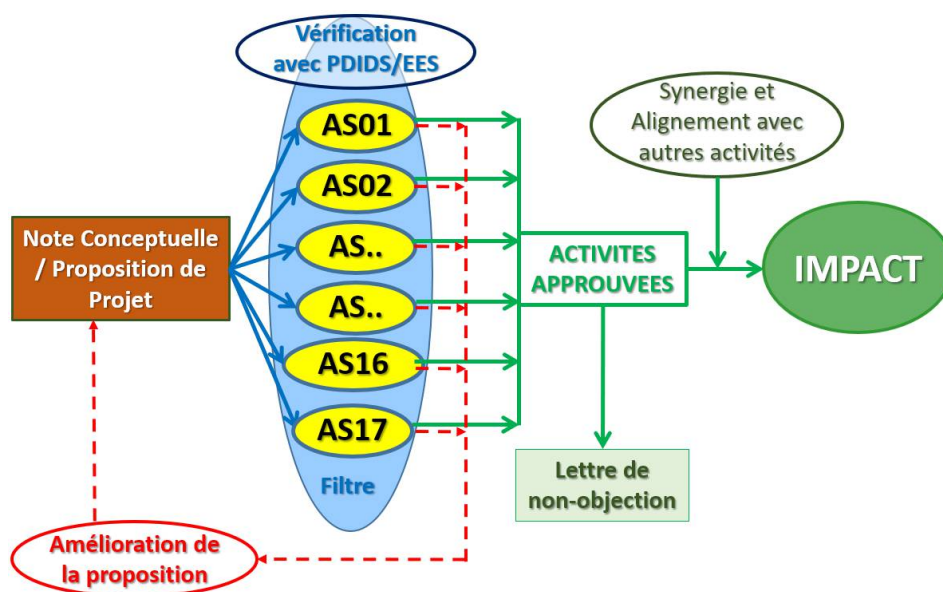 Vérification
avec PDIDS/EES
AS01
AS02
AS..
AS..
AS16
AS17
Filtre
Note Conceptuelle
/ Proposition de
Projet
Amélioration de
la proposition
ACTIVITES
APPROUVEES
Lettre de
non-objection
Synergie et
Alignement avec
autres activités
IMPACT